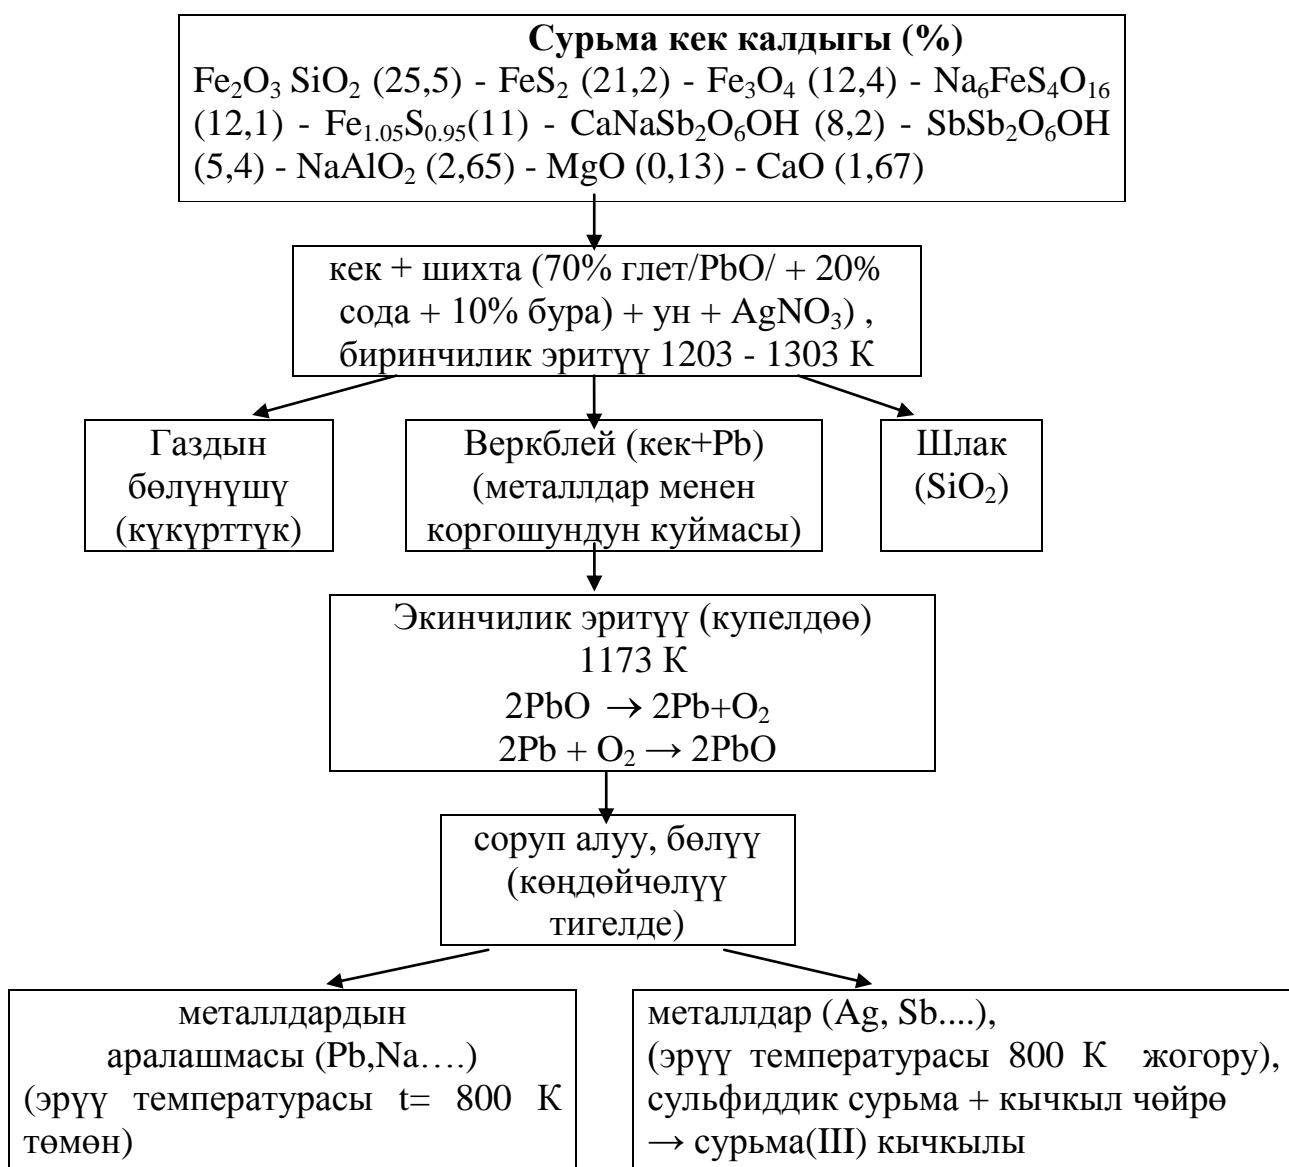 Сурьма кек калдыгы (%)
Fe₂O₃ SiO₂ (25,5) - FeS₂ (21,2) - Fe₃O₄ (12,4) - Na₆FeS₄O₁₆
(12,1) - Fe₁.₀₅S₀.₉₅(11) - CaNaSb₂O₆OH (8,2) - SbSb₂O₆OH
(5,4) - NaAlO₂ (2,65) - MgO (0,13) - CaO (1,67)
кек + шихта (70% глет/PbO/ + 20%
сода + 10% бура) + ун + AgNO₃) ,
биринчилик эритүү 1203 - 1303 К
Газдын
бөлүнүшү
(күкүрттүк)
Веркблей (кек+Pb)
(металлдар менен
коргошундун куймасы)
Шлак
(SiO₂)
Экинчилик эритүү (купелдөө)
1173 К
2PbO → 2Pb+O₂
2Pb + O₂ → 2PbO
соруп алуу, бөлүү
(көңдөйчөлүү
тигелде)
металлдардын
аралашмасы (Pb,Na….)
(эрүү температурасы t= 800 К
төмөн)
металлдар (Ag, Sb....),
(эрүү температурасы 800 К жогору),
сульфиддик сурьма + кычкыл чөйрө
→ сурьма(III) кычкылы